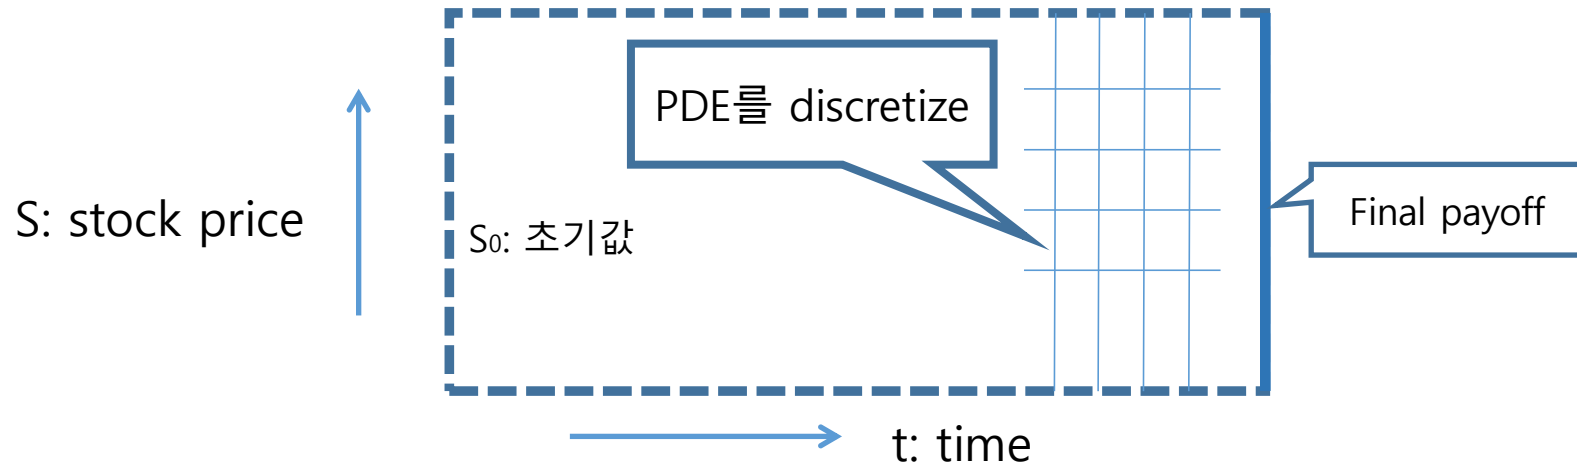 PDE를 discretize
S: stock price
S0: 초기값
Final payoff
t: time